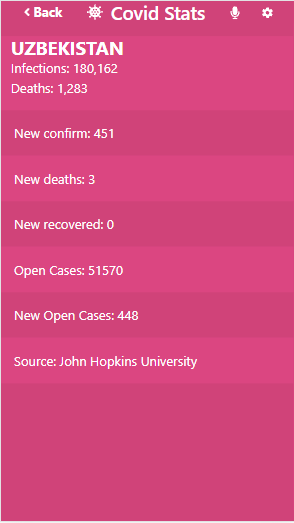 Back
Covid Stats
UZBEKISTAN
Infections: 180,162
Deaths: 1,283
New confirm: 451
New deaths: 3
New recovered: 0
Open Cases: 51570
New Open Cases: 448
Source: John Hopkins University